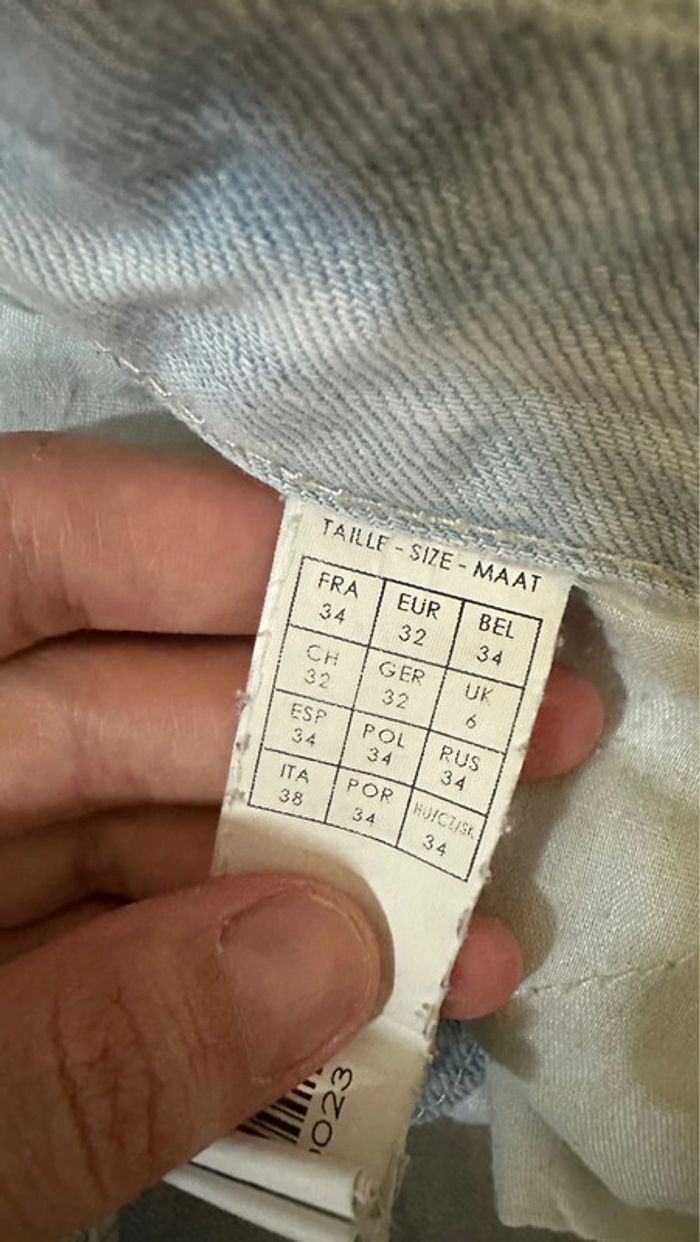 TAILLE - SIZE - MAAT
FRA EUR BEL
34 32 34
CH GER UK
32 32 6
ESP POL RUS
34 34 34
ITA POR HU/CZ/SK
38 34 34
0023